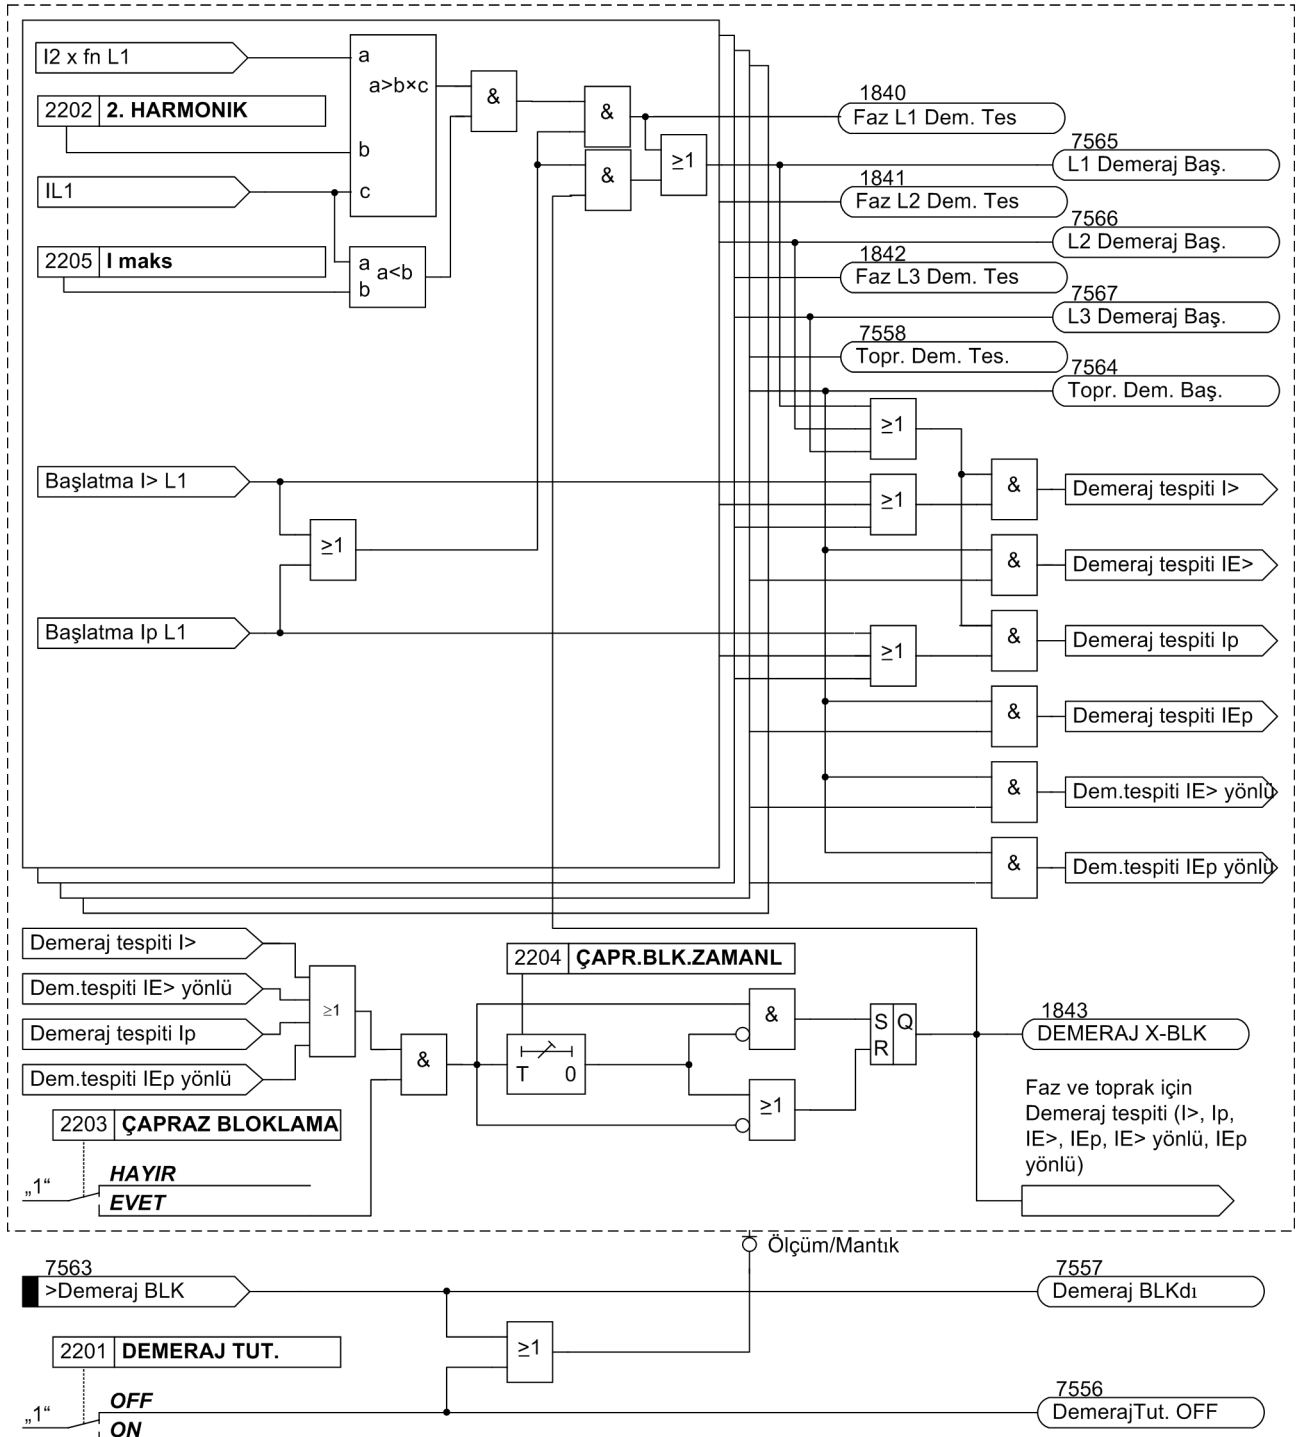 I2 x fn L1
a
a>b×c
b
c
2202 2. HARMONIK
IL1
2205 I maks
a
b
a<b
&
&
&
≥1
1840
Faz L1 Dem. Tes
7565
L1 Demeraj Baş.
1841
Faz L2 Dem. Tes
7566
L2 Demeraj Baş.
1842
Faz L3 Dem. Tes
7567
L3 Demeraj Baş.
7558
Topr. Dem. Tes.
7564
Topr. Dem. Baş.
≥1
Başlatma I> L1
≥1
&
Demeraj tespiti I>
≥1
&
Demeraj tespiti IE>
Başlatma Ip L1
≥1
&
Demeraj tespiti Ip
&
Demeraj tespiti IEp
&
Dem.tespiti IE> yönlü
&
Dem.tespiti IEp yönlü
Demeraj tespiti I>
Dem.tespiti IE> yönlü
Demeraj tespiti Ip
Dem.tespiti IEp yönlü
≥1
&
2204 ÇAPR.BLK.ZAMANL
T 0
&
≥1
S Q
R
1843
DEMERAJ X-BLK
Faz ve toprak için
Demeraj tespiti (I>, Ip,
IE>, IEp, IE> yönlü, IEp
yönlü)
2203 ÇAPRAZ BLOKLAMA
„1“
HAYIR
EVET
Ölçüm/Mantık
7563
>Demeraj BLK
7557
Demeraj BLKdı
2201 DEMERAJ TUT.
≥1
„1“
OFF
ON
7556
DemerajTut. OFF